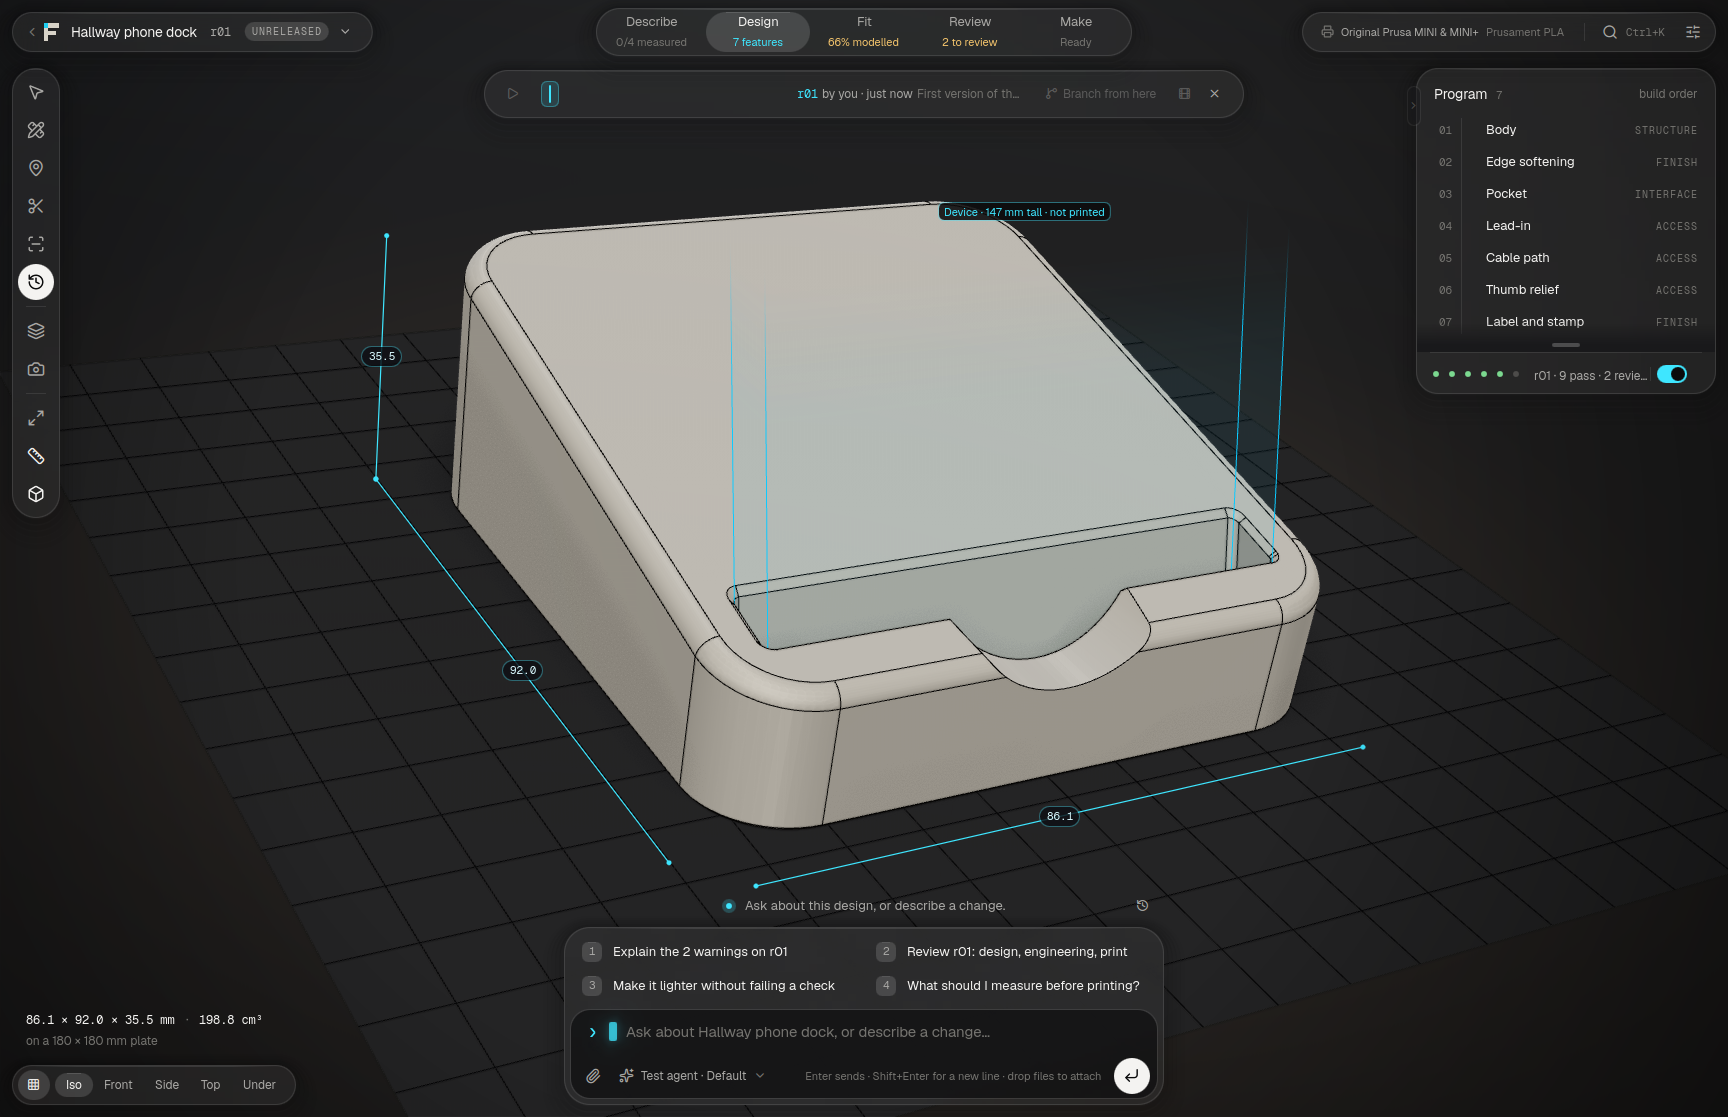 Hallway phone dock r01 UNRELEASED
Describe
0/4 measured
Design
7 features
Fit
66% modelled
Review
2 to review
Make
Ready
Original Prusa MINI & MINI+ Prusament PLA
Ctrl+K
r01 by you · just now First version of th...
Branch from here
Program 7 build order
01 Body STRUCTURE
02 Edge softening FINISH
03 Pocket INTERFACE
04 Lead-in ACCESS
05 Cable path ACCESS
06 Thumb relief ACCESS
07 Label and stamp FINISH
r01 · 9 pass · 2 revie...
Device · 147 mm tall · not printed
35.5
92.0
86.1
Ask about this design, or describe a change.
1 Explain the 2 warnings on r01
2 Review r01: design, engineering, print
3 Make it lighter without failing a check
4 What should I measure before printing?
Ask about Hallway phone dock, or describe a change...
Test agent · Default
Enter sends · Shift+Enter for a new line · drop files to attach
86.1 × 92.0 × 35.5 mm · 198.8 cm³
on a 180 × 180 mm plate
Iso Front Side Top Under